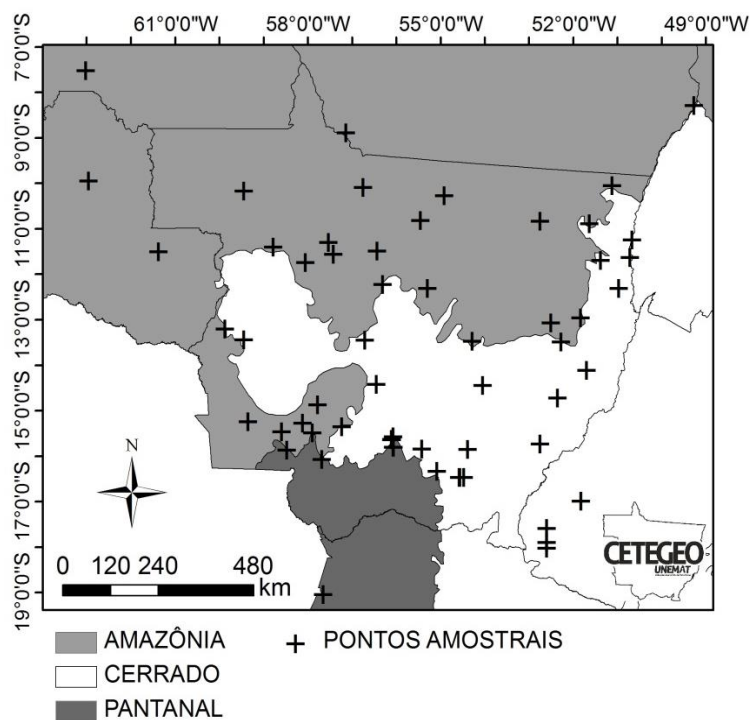 61°0'0"W 58°0'0"W 55°0'0"W 52°0'0"W 49°0'0"W
7°0'0"S
9°0'0"S
11°0'0"S
13°0'0"S
15°0'0"S
17°0'0"S
19°0'0"S
N
0 120 240 480
km
CETEGEO
UNEMAT
AMAZÔNIA PONTOS AMOSTRAIS
CERRADO
PANTANAL